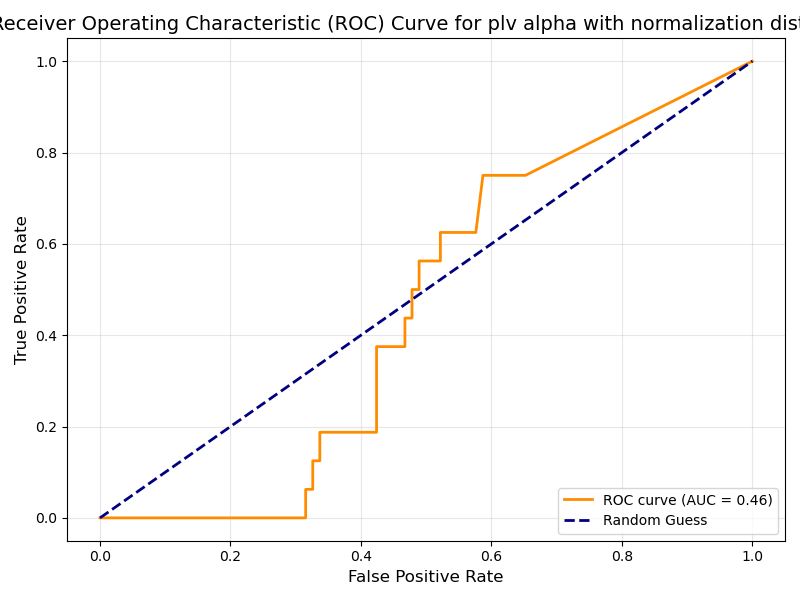 Receiver Operating Characteristic (ROC) Curve for plv alpha with normalization dist
1.0
0.8
0.6
0.4
0.2
0.0
True Positive Rate
0.0 0.2 0.4 0.6 0.8 1.0
False Positive Rate
ROC curve (AUC = 0.46)
Random Guess